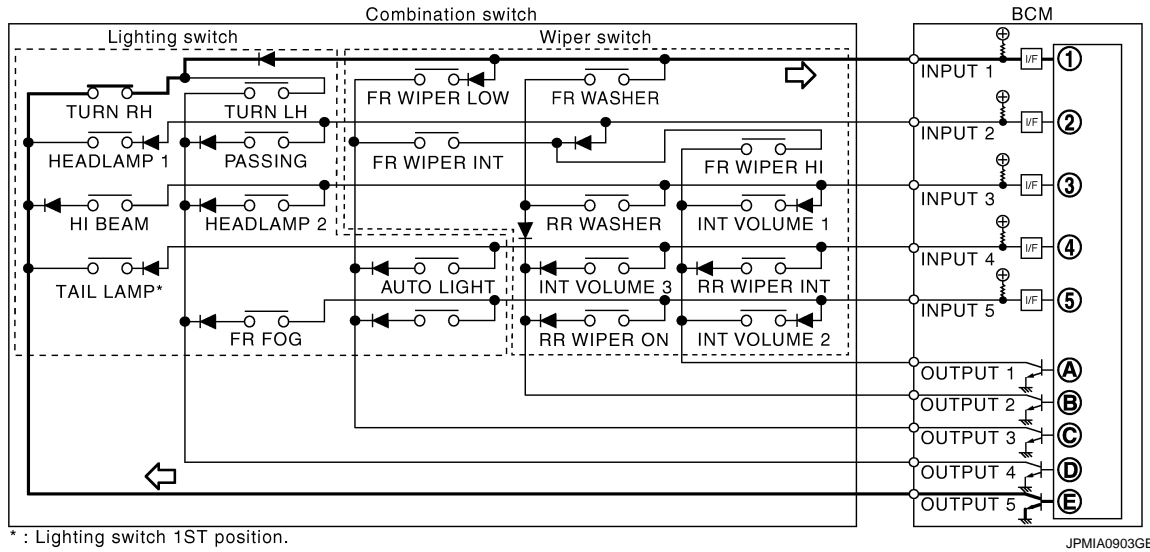 Combination switch
BCM
Lighting switch
Wiper switch
INPUT 1
I/F
1
TURN RH
TURN LH
FR WIPER LOW
FR WASHER
INPUT 2
I/F
2
HEADLAMP 1
PASSING
FR WIPER INT
FR WIPER HI
INPUT 3
I/F
3
HI BEAM
HEADLAMP 2
RR WASHER
INT VOLUME 1
INPUT 4
I/F
4
TAIL LAMP*
AUTO LIGHT
INT VOLUME 3
RR WIPER INT
INPUT 5
I/F
5
FR FOG
RR WIPER ON
INT VOLUME 2
OUTPUT 1
A
OUTPUT 2
B
OUTPUT 3
C
OUTPUT 4
D
OUTPUT 5
E
* : Lighting switch 1ST position.
JPMIA0903GB